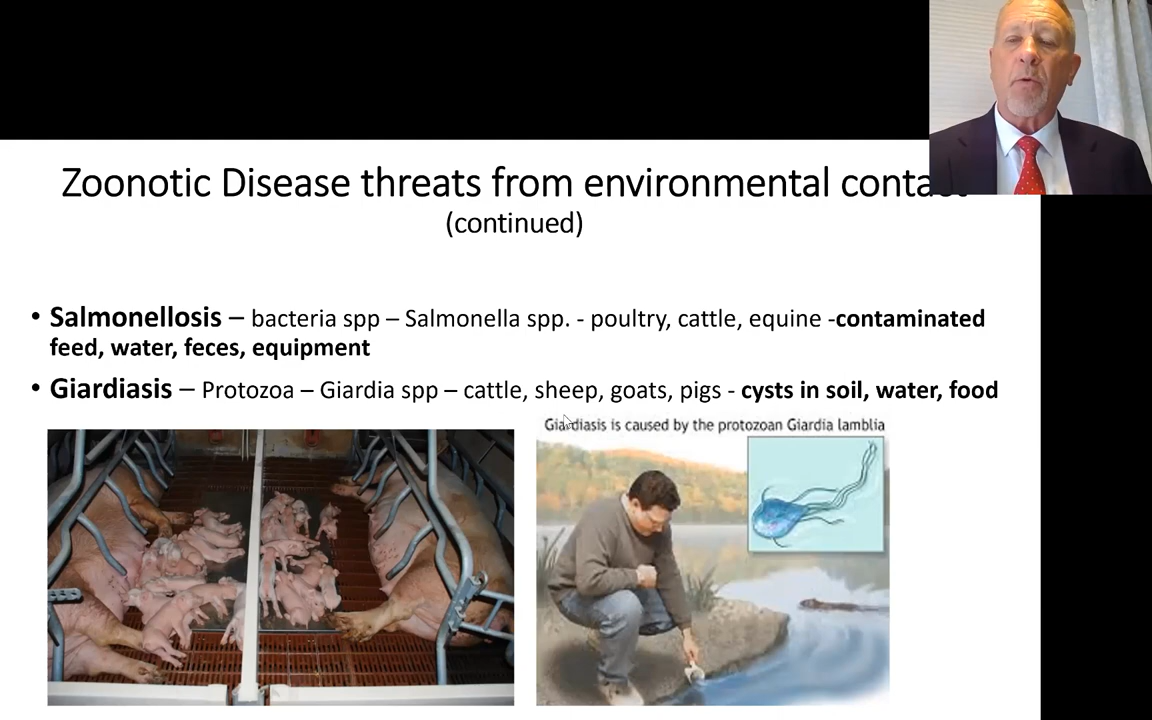 Zoonotic Disease threats from environmental contact
(continued)
• Salmonellosis – bacteria spp – Salmonella spp. - poultry, cattle, equine -contaminated
feed, water, feces, equipment
• Giardiasis – Protozoa – Giardia spp – cattle, sheep, goats, pigs - cysts in soil, water, food
Giardiasis is caused by the protozoan Giardia lamblia